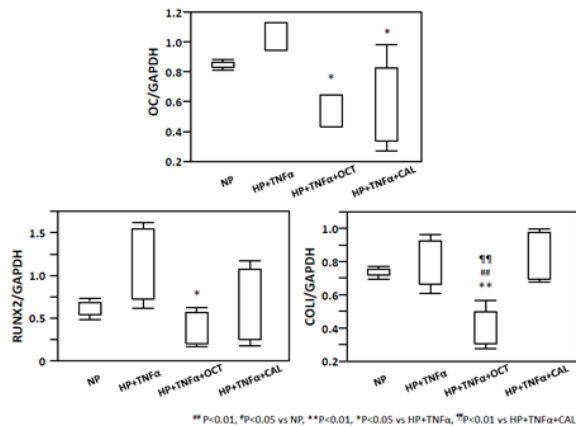 OC/GAPDH
1.2
1.0
0.8
0.6
0.4
0.2
*
*
NP
HP+TNFα
HP+TNFα+OCT
HP+TNFα+CAL
RUNX2/GAPDH
1.5
1.0
0.5
0
*
NP
HP+TNFα
HP+TNFα+OCT
HP+TNFα+CAL
COLI/GAPDH
1.0
0.8
0.6
0.4
0.2
¶¶
##
**
NP
HP+TNFα
HP+TNFα+OCT
HP+TNFα+CAL
## P<0.01, #P<0.05 vs NP, **P<0.01, *P<0.05 vs HP+TNFα, ¶¶P<0.01 vs HP+TNFα+CAL